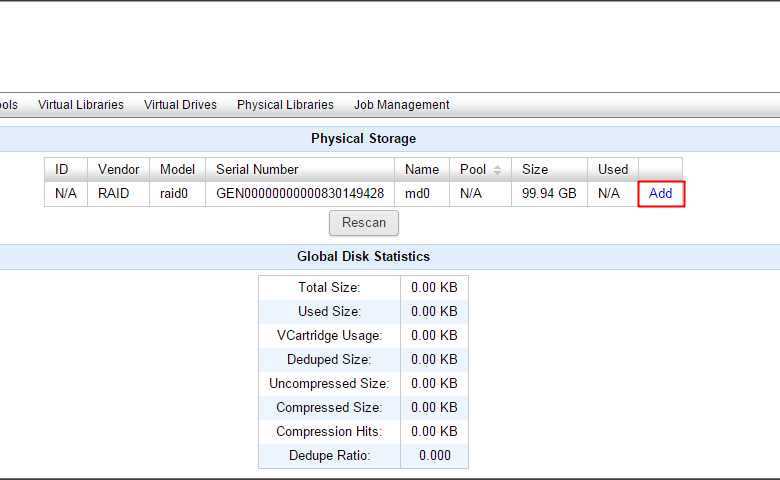 ols Virtual Libraries Virtual Drives Physical Libraries Job Management
Physical Storage
ID Vendor Model Serial Number Name Pool Size Used
N/A RAID raid0 GEN00000000000830149428 md0 N/A 99.94 GB N/A Add
Rescan
Global Disk Statistics
Total Size: 0.00 KB
Used Size: 0.00 KB
VCartridge Usage: 0.00 KB
Deduped Size: 0.00 KB
Uncompressed Size: 0.00 KB
Compressed Size: 0.00 KB
Compression Hits: 0.00 KB
Dedupe Ratio: 0.000